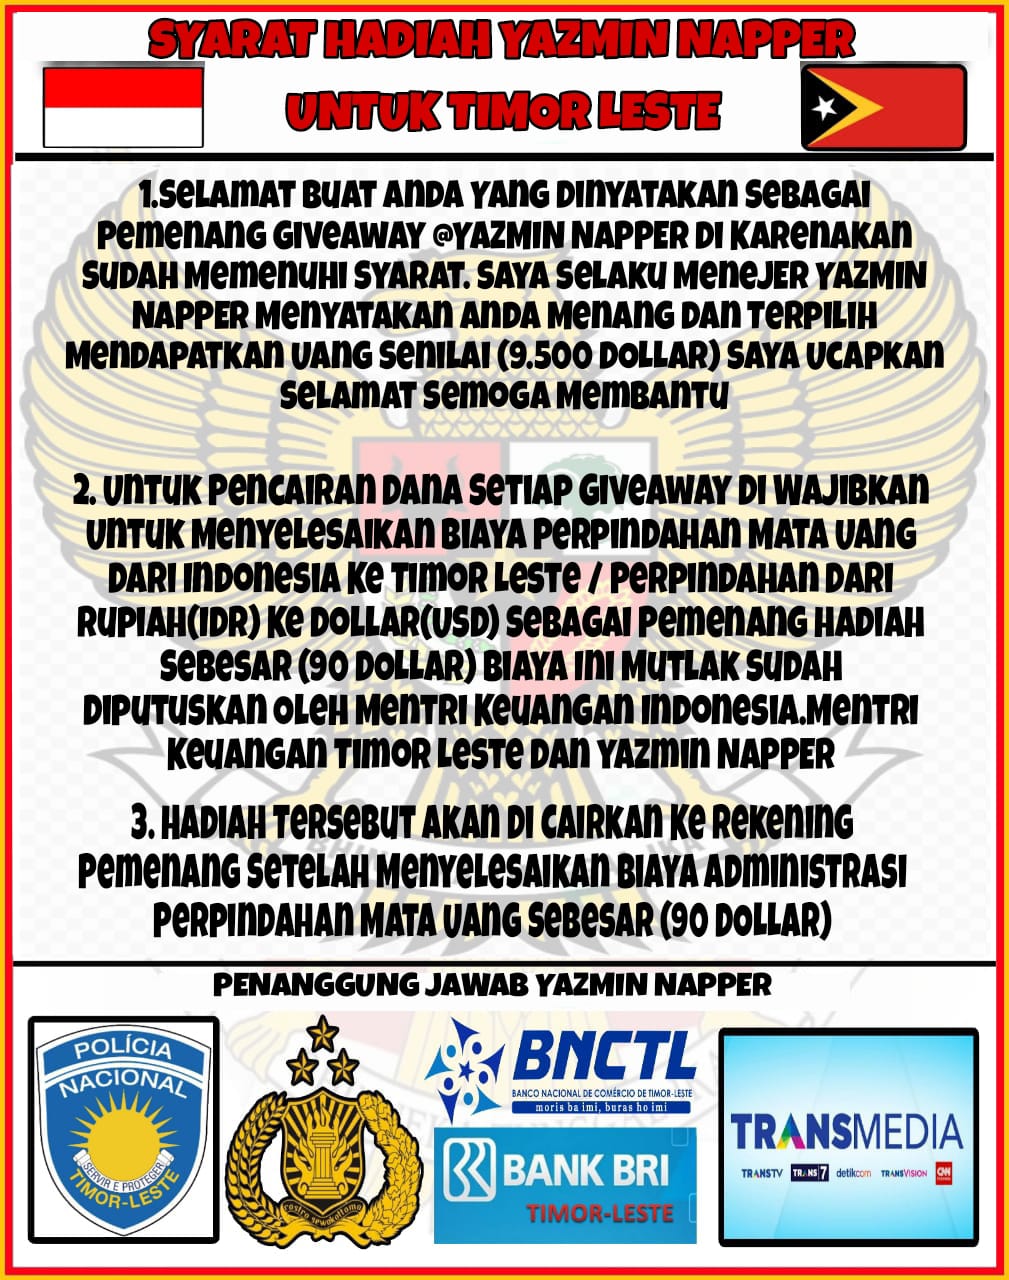 SYARAT HADIAH YAZMIN NAPPER
UNTUK TIMOR LESTE
1.SELAMAT BUAT ANDA YANG DINYATAKAN SEBAGAI
PEMENANG GIVEAWAY @YAZMIN NAPPER DI KARENAKAN
SUDAH MEMENUHI SYARAT. SAYA SELAKU MENEJER YAZMIN
NAPPER MENYATAKAN ANDA MENANG DAN TERPILIH
MENDAPATKAN UANG SENILAI (9.500 DOLLAR) SAYA UCAPKAN
SELAMAT SEMOGA MEMBANTU
2. UNTUK PENCAIRAN DANA SETIAP GIVEAWAY DI WAJIBKAN
UNTUK MENYELESAIKAN BIAYA PERPINDAHAN MATA UANG
DARI INDONESIA KE TIMOR LESTE / PERPINDAHAN DARI
RUPIAH(IDR) KE DOLLAR(USD) SEBAGAI PEMENANG HADIAH
SEBESAR (90 DOLLAR) BIAYA INI MUTLAK SUDAH
DIPUTUSKAN OLEH MENTRI KEUANGAN INDONESIA.MENTRI
KEUANGAN TIMOR LESTE DAN YAZMIN NAPPER
3. HADIAH TERSEBUT AKAN DI CAIRKAN KE REKENING
PEMENANG SETELAH MENYELESAIKAN BIAYA ADMINISTRASI
PERPINDAHAN MATA UANG SEBESAR (90 DOLLAR)
PENANGGUNG JAWAB YAZMIN NAPPER
POLÍCIA
NACIONAL
SERVIR E PROTEGER
TIMOR-LESTE
rastra sewakottama
BNCTL
BANCO NACIONAL DE COMÉRCIO DE TIMOR-LESTE
moris ba imi, buras ho imi
BANK BRI
TIMOR-LESTE
TRANSMEDIA
TRANSTV TRANS7 detikcom TRANSVISION CNN